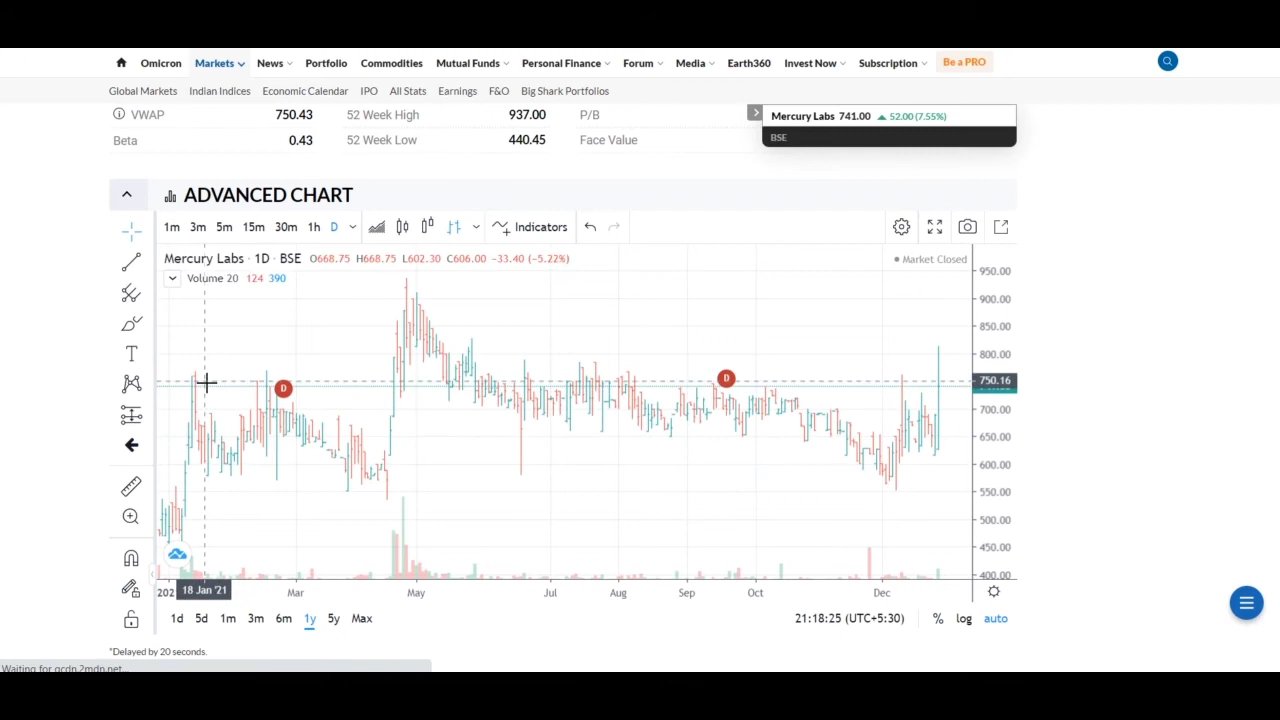 Omicron Markets News Portfolio Commodities Mutual Funds Personal Finance Forum Media Earth360 Invest Now Subscription Be a PRO
Global Markets Indian Indices Economic Calendar IPO All Stats Earnings F&O Big Shark Portfolios
VWAP 750.43 52 Week High 937.00 P/B
Mercury Labs 741.00 52.00 (7.55%)
BSE
Beta 0.43 52 Week Low 440.45 Face Value
ADVANCED CHART
1m 3m 5m 15m 30m 1h D Indicators
Mercury Labs · 1D · BSE O668.75 H668.75 L602.30 C606.00 −33.40 (−5.22%)
Market Closed
Volume 20 124 390
950.00
900.00
850.00
800.00
750.16
700.00
650.00
600.00
550.00
500.00
450.00
400.00
D
D
202 18 Jan '21 Mar May Jul Aug Sep Oct Dec
1d 5d 1m 3m 6m 1y 5y Max 21:18:25 (UTC+5:30) % log auto
*Delayed by 20 seconds.
Waiting for gcdn.2mdn.net...